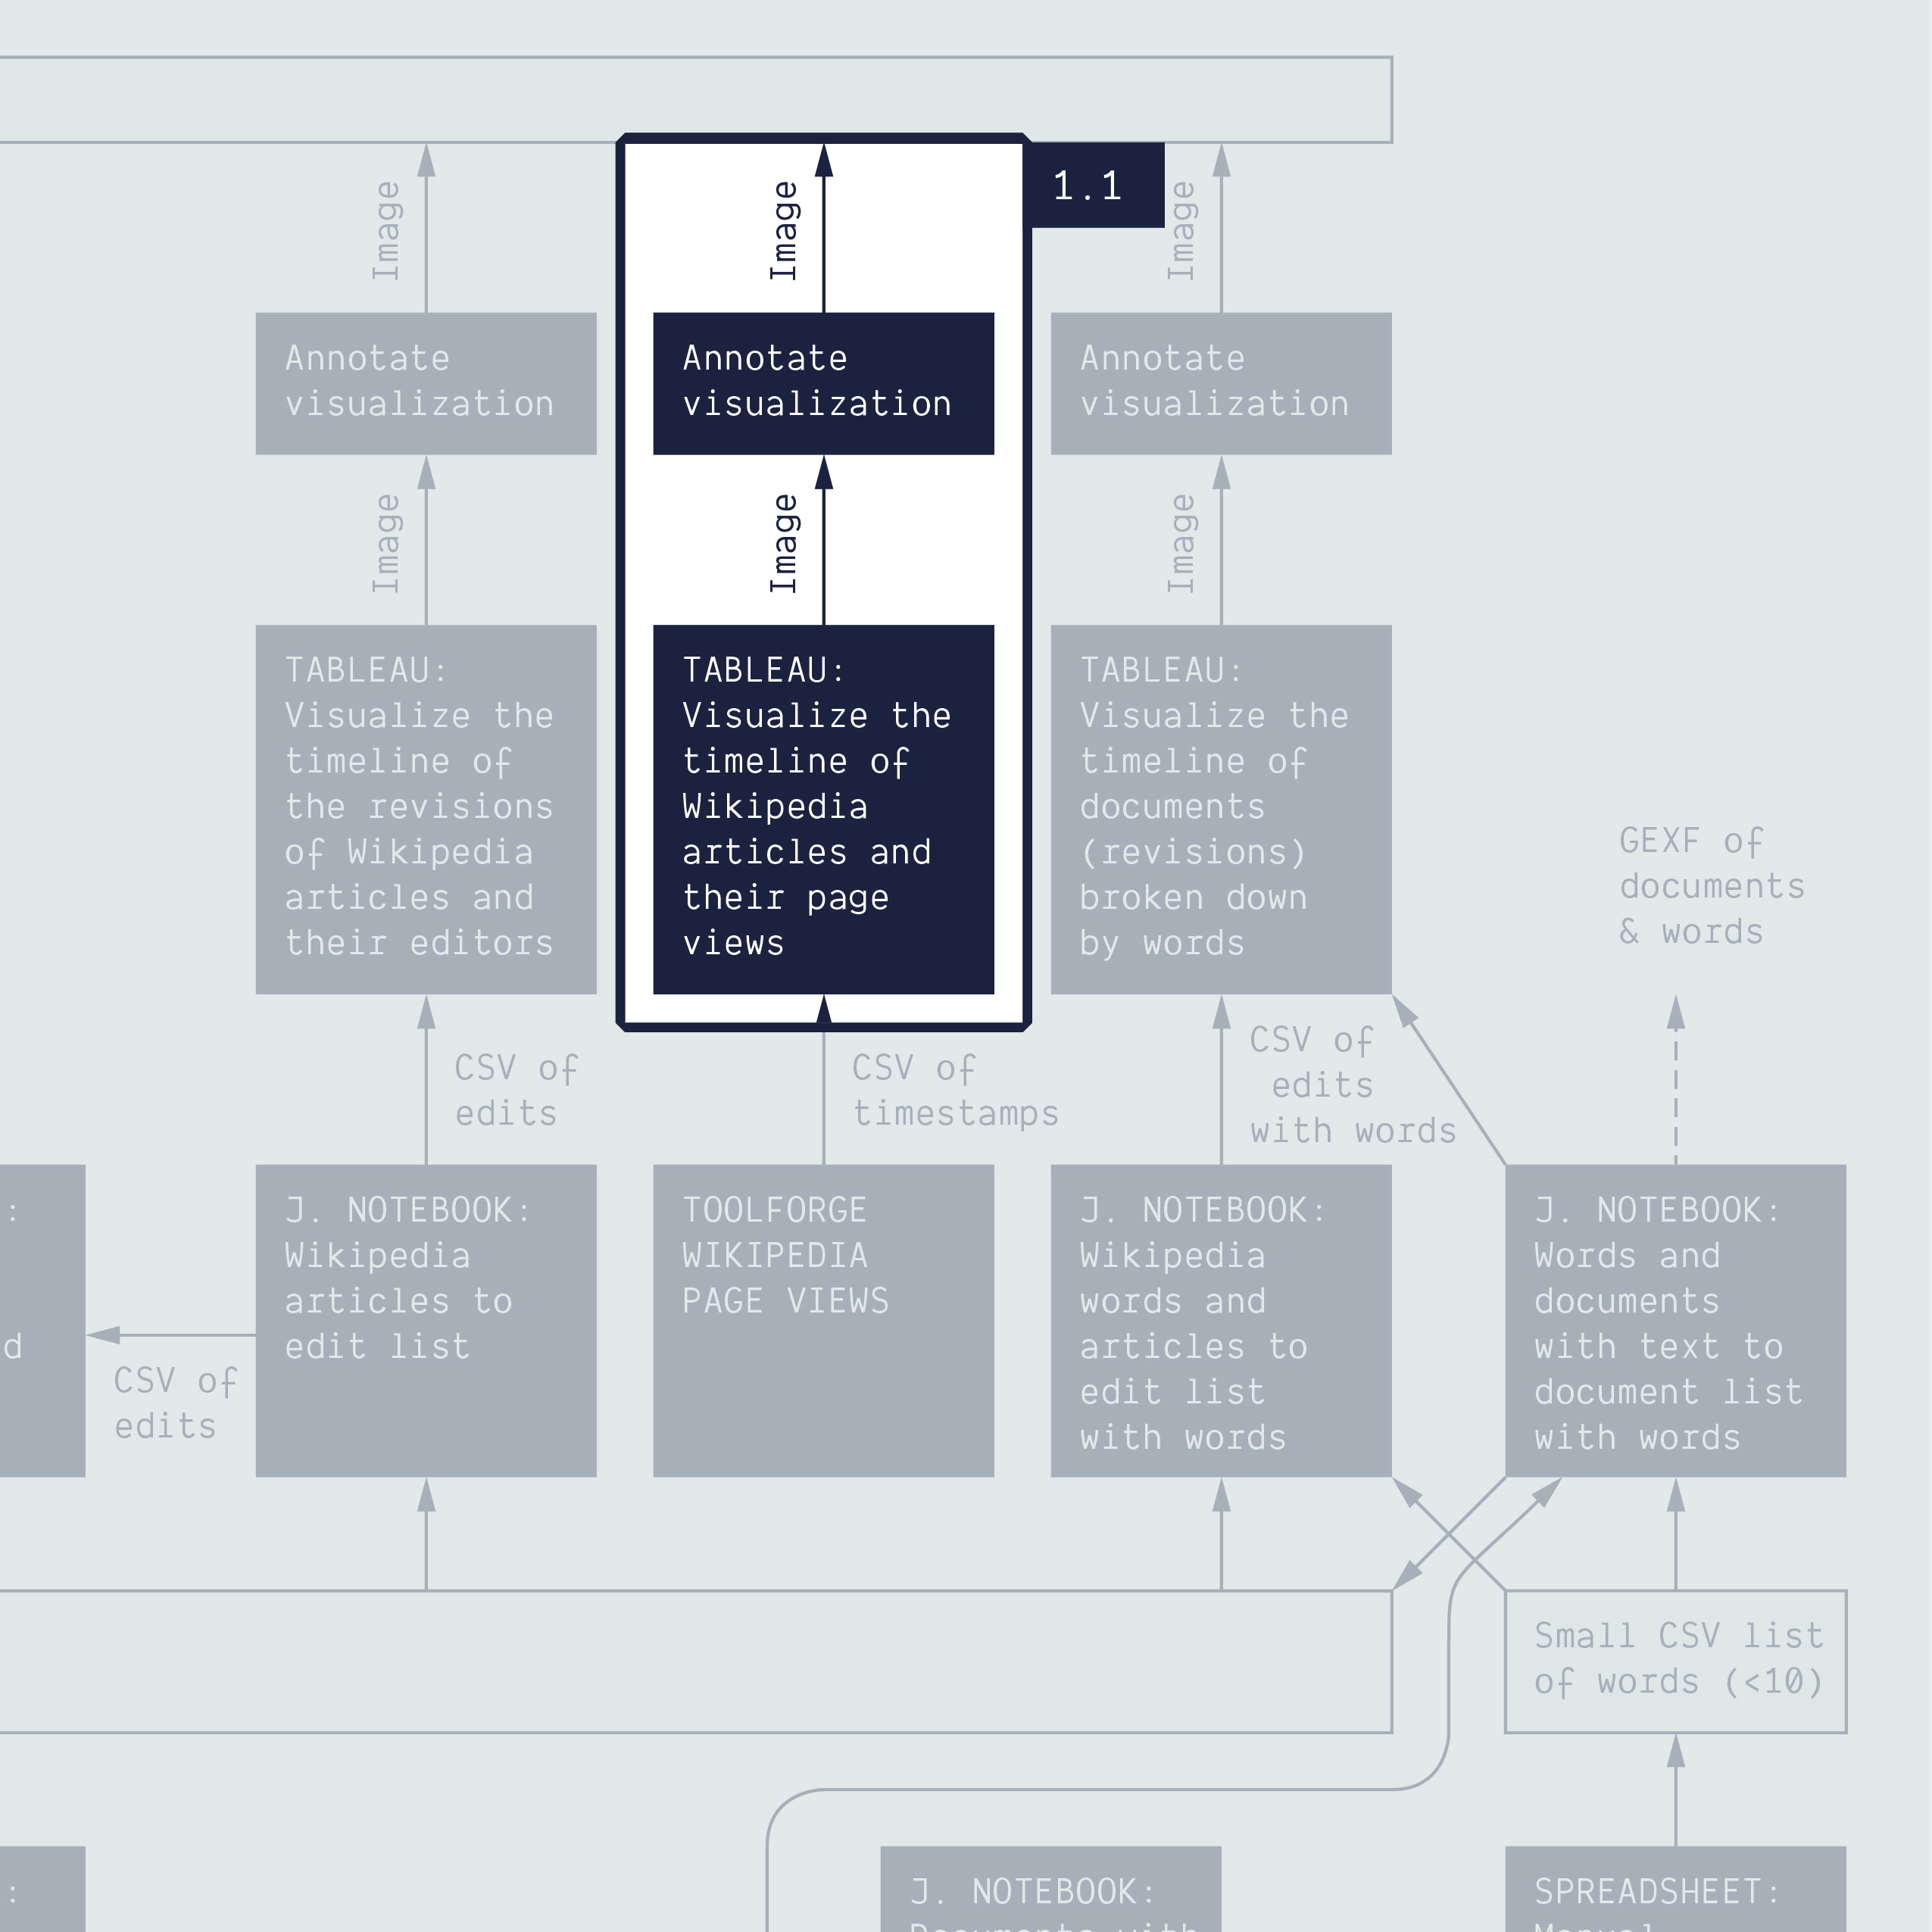 1.1
Image
Image
Image
Annotate
visualization
Annotate
visualization
Annotate
visualization
Image
Image
Image
TABLEAU:
Visualize the
timeline of
the revisions
of Wikipedia
articles and
their editors
TABLEAU:
Visualize the
timeline of
Wikipedia
articles and
their page
views
TABLEAU:
Visualize the
timeline of
documents
(revisions)
broken down
by words
GEXF of
documents
& words
CSV of
edits
CSV of
timestamps
CSV of
edits
with words
:
d
CSV of
edits
J. NOTEBOOK:
Wikipedia
articles to
edit list
TOOLFORGE
WIKIPEDIA
PAGE VIEWS
J. NOTEBOOK:
Wikipedia
words and
articles to
edit list
with words
J. NOTEBOOK:
Words and
documents
with text to
document list
with words
Small CSV list
of words (<10)
:
J. NOTEBOOK:
Documents with
SPREADSHEET:
Manual